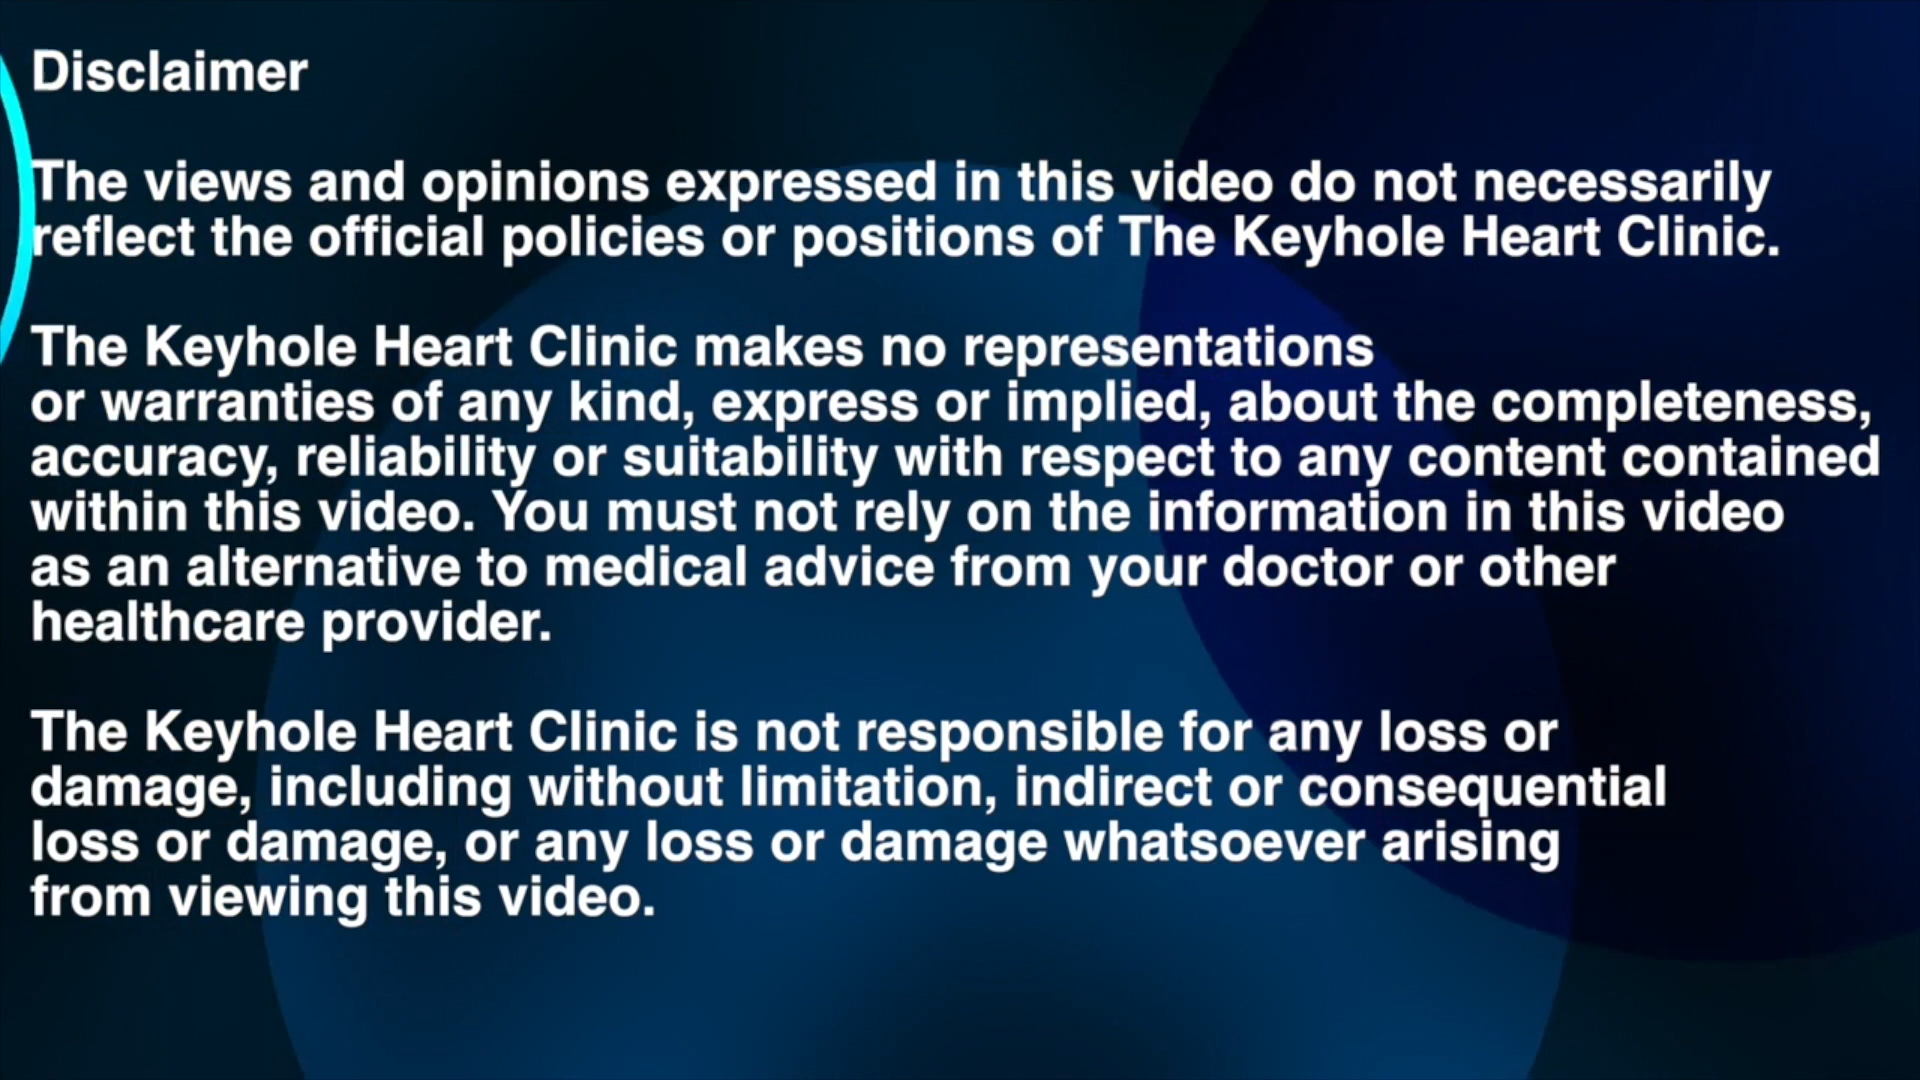 Disclaimer
The views and opinions expressed in this video do not necessarily
reflect the official policies or positions of The Keyhole Heart Clinic.
The Keyhole Heart Clinic makes no representations
or warranties of any kind, express or implied, about the completeness,
accuracy, reliability or suitability with respect to any content contained
within this video. You must not rely on the information in this video
as an alternative to medical advice from your doctor or other
healthcare provider.
The Keyhole Heart Clinic is not responsible for any loss or
damage, including without limitation, indirect or consequential
loss or damage, or any loss or damage whatsoever arising
from viewing this video.